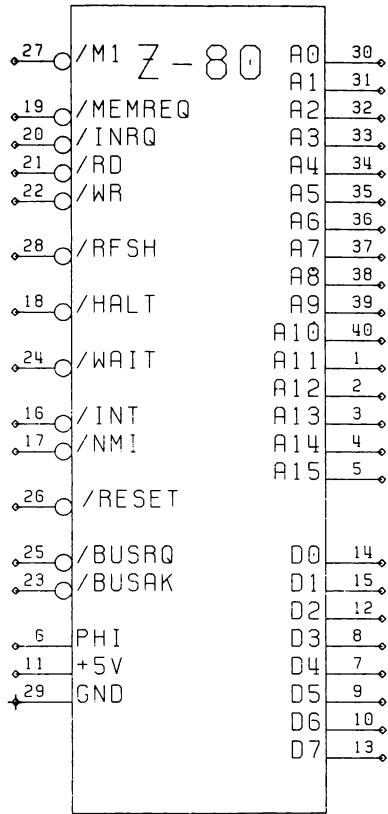 Z-80
27 /M1 A0 30
A1 31
19 /MEMREQ A2 32
20 /INRQ A3 33
21 /RD A4 34
22 /WR A5 35
A6 36
28 /RFSH A7 37
A8 38
18 /HALT A9 39
A10 40
24 /WAIT A11 1
A12 2
16 /INT A13 3
17 /NMI A14 4
A15 5
26 /RESET
25 /BUSRQ D0 14
23 /BUSAK D1 15
D2 12
6 PHI D3 8
11 +5V D4 7
29 GND D5 9
D6 10
D7 13